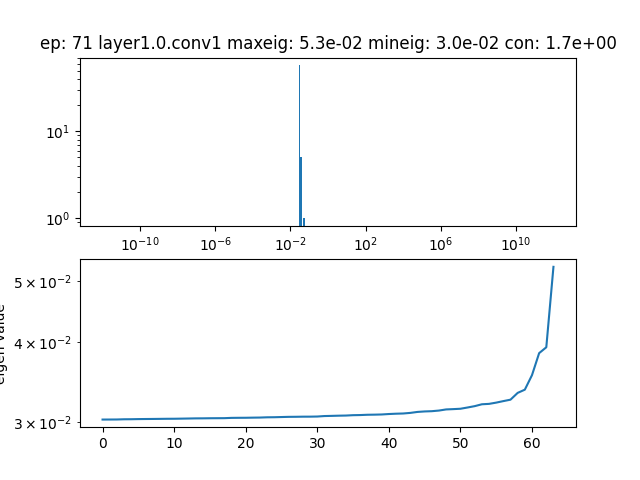 ep: 71 layer1.0.conv1 maxeig: 5.3e-02 mineig: 3.0e-02 con: 1.7e+00
10¹
10⁰
10⁻¹⁰ 10⁻⁶ 10⁻² 10² 10⁶ 10¹⁰
5 × 10⁻²
4 × 10⁻²
3 × 10⁻²
eigen value
0 10 20 30 40 50 60